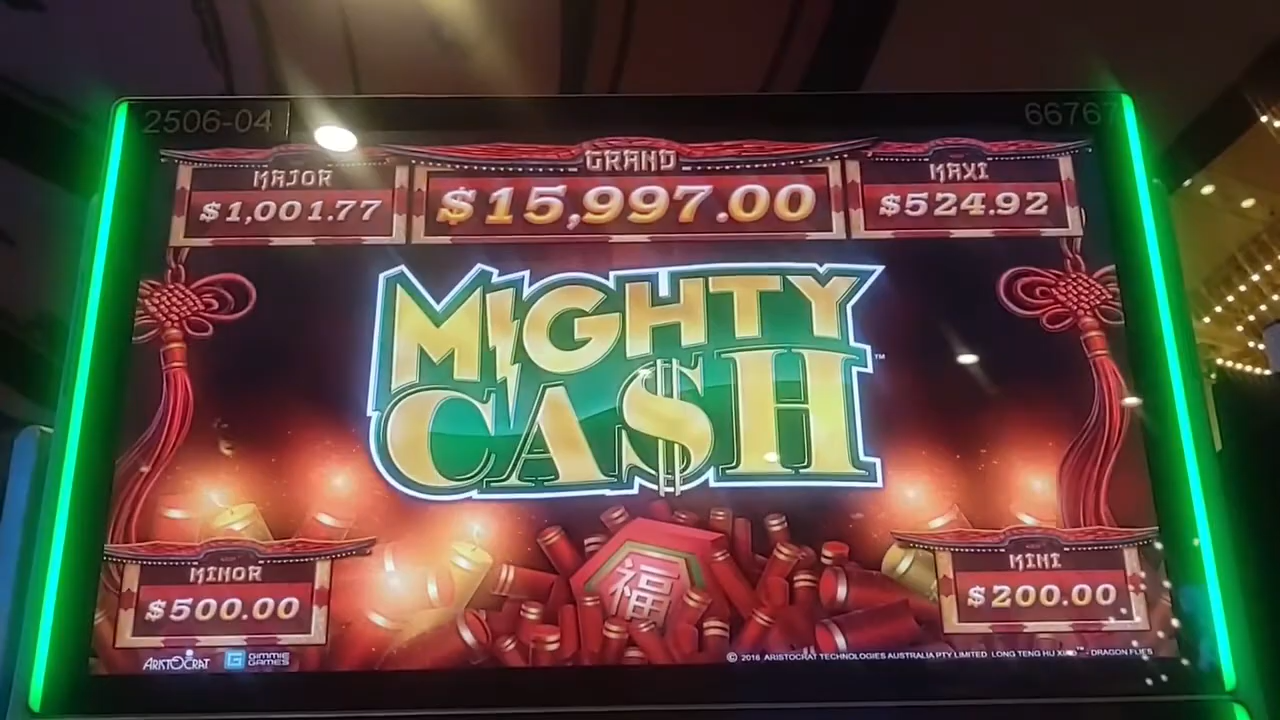 2506-04
66767
MAJOR
$1,001.77
GRAND
$15,997.00
MAXI
$524.92
MIGHTY
CA$H
™
MINOR
$500.00
MINI
$200.00
福
ARISTOCRAT
GIMMIE
GAMES
© 2016 ARISTOCRAT TECHNOLOGIES AUSTRALIA PTY LIMITED LONG TENG HU XIAO™ - DRAGON FLIES